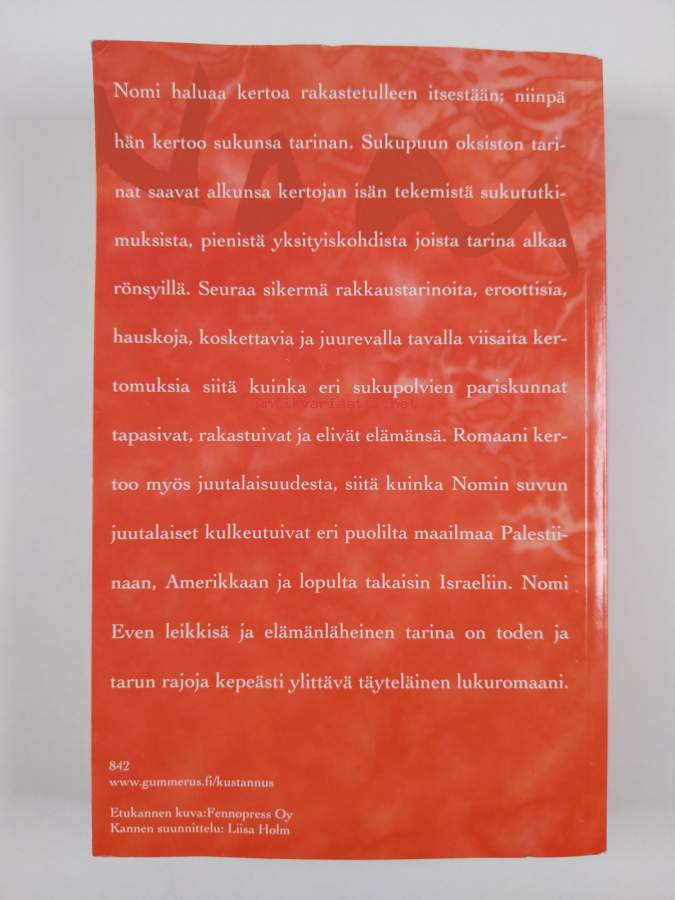 Nomi haluaa kertoa rakastetulleen itsestään; niinpä
hän kertoo sukunsa tarinan. Sukupuun oksiston tari-
nat saavat alkunsa kertojan isän tekemistä sukututki-
muksista, pienistä yksityiskohdista joista tarina alkaa
rönsyillä. Seuraa sikermä rakkaustarinoita, eroottisia,
hauskoja, koskettavia ja juurevalla tavalla viisaita ker-
tomuksia siitä kuinka eri sukupolvien pariskunnat
antikvariaatti.net
tapasivat, rakastuivat ja elivät elämänsä. Romaani ker-
too myös juutalaisuudesta, siitä kuinka Nomin suvun
juutalaiset kulkeutuivat eri puolilta maailmaa Palestii-
naan, Amerikkaan ja lopulta takaisin Israeliin. Nomi
Even leikkisä ja elämänläheinen tarina on toden ja
tarun rajoja kepeästi ylittävä täyteläinen lukuromaani.
842
www.gummerus.fi/kustannus
Etukannen kuva:Fennopress Oy
Kannen suunnittelu: Liisa Holm